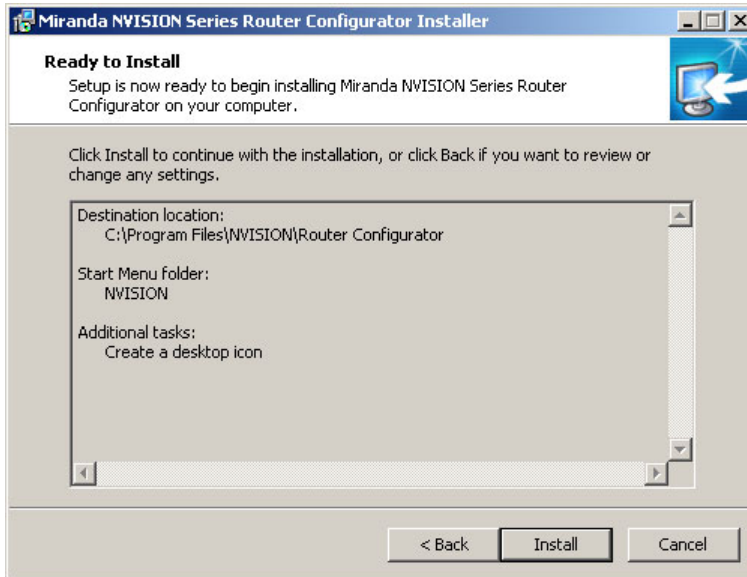 Miranda NVISION Series Router Configurator Installer
Ready to Install
Setup is now ready to begin installing Miranda NVISION Series Router
Configurator on your computer.
Click Install to continue with the installation, or click Back if you want to review or
change any settings.
Destination location:
C:\Program Files\NVISION\Router Configurator
Start Menu folder:
NVISION
Additional tasks:
Create a desktop icon
< Back
Install
Cancel